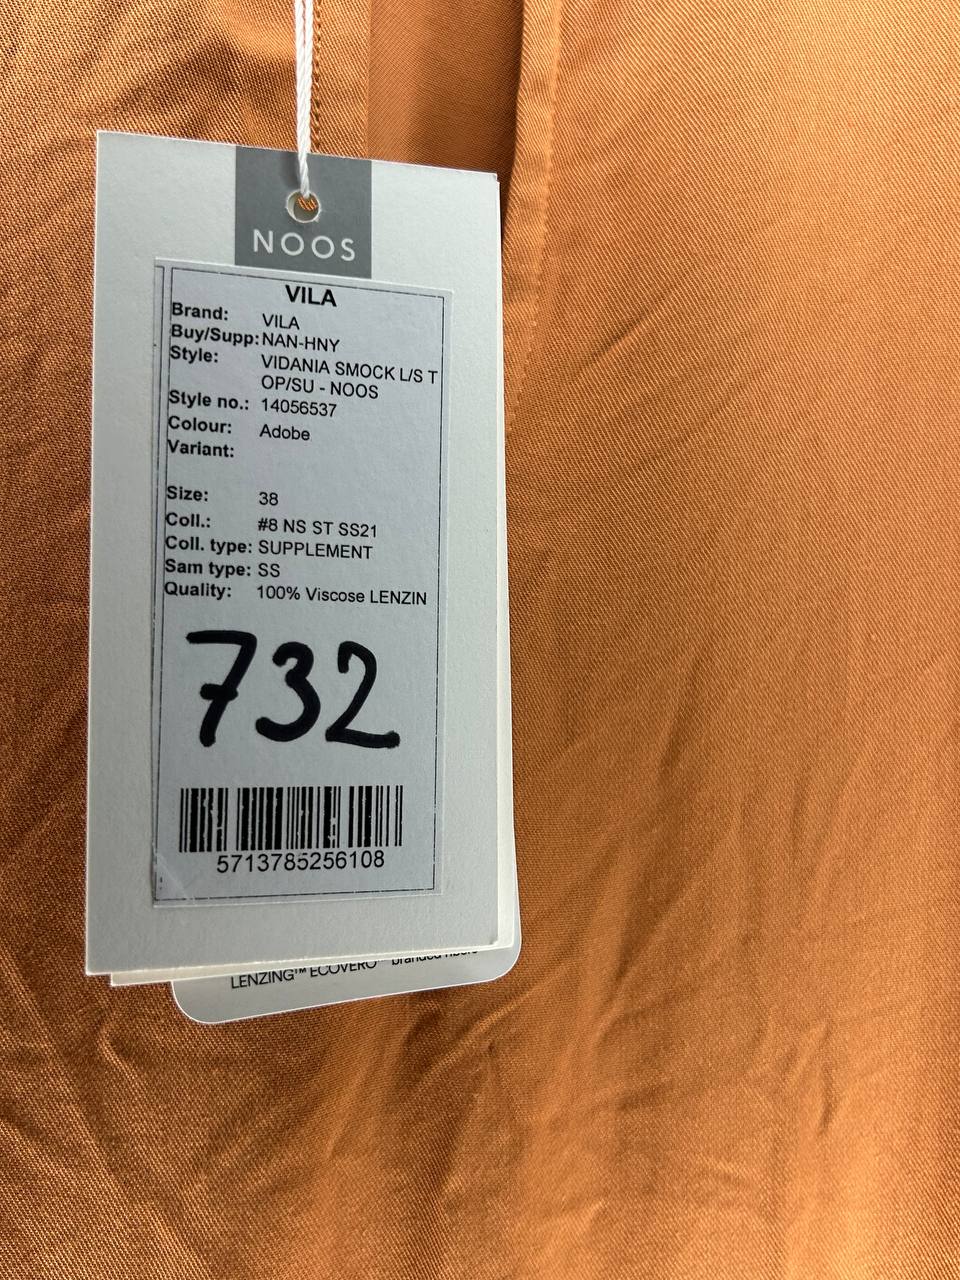 NOOS
VILA
Brand: VILA
Buy/Supp: NAN-HNY
Style: VIDANIA SMOCK L/S T
OP/SU - NOOS
Style no.: 14056537
Colour: Adobe
Variant:
Size: 38
Coll.: #8 NS ST SS21
Coll. type: SUPPLEMENT
Sam type: SS
Quality: 100% Viscose LENZIN
732
5713785256108
LENZING™ ECOVERO™ branded fibers